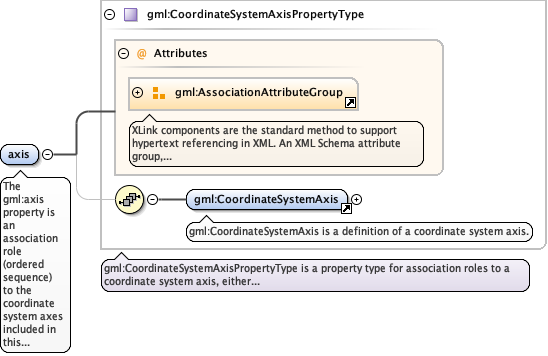 gml:CoordinateSystemAxisPropertyType
@ Attributes
gml:AssociationAttributeGroup
XLink components are the standard method to support
hypertext referencing in XML. An XML Schema attribute
group,...
axis
The
gml:axis
property is
an
association
role
(ordered
sequence)
to the
coordinate
system axes
included in
this...
gml:CoordinateSystemAxis
gml:CoordinateSystemAxis is a definition of a coordinate system axis.
gml:CoordinateSystemAxisPropertyType is a property type for association roles to a
coordinate system axis, either...